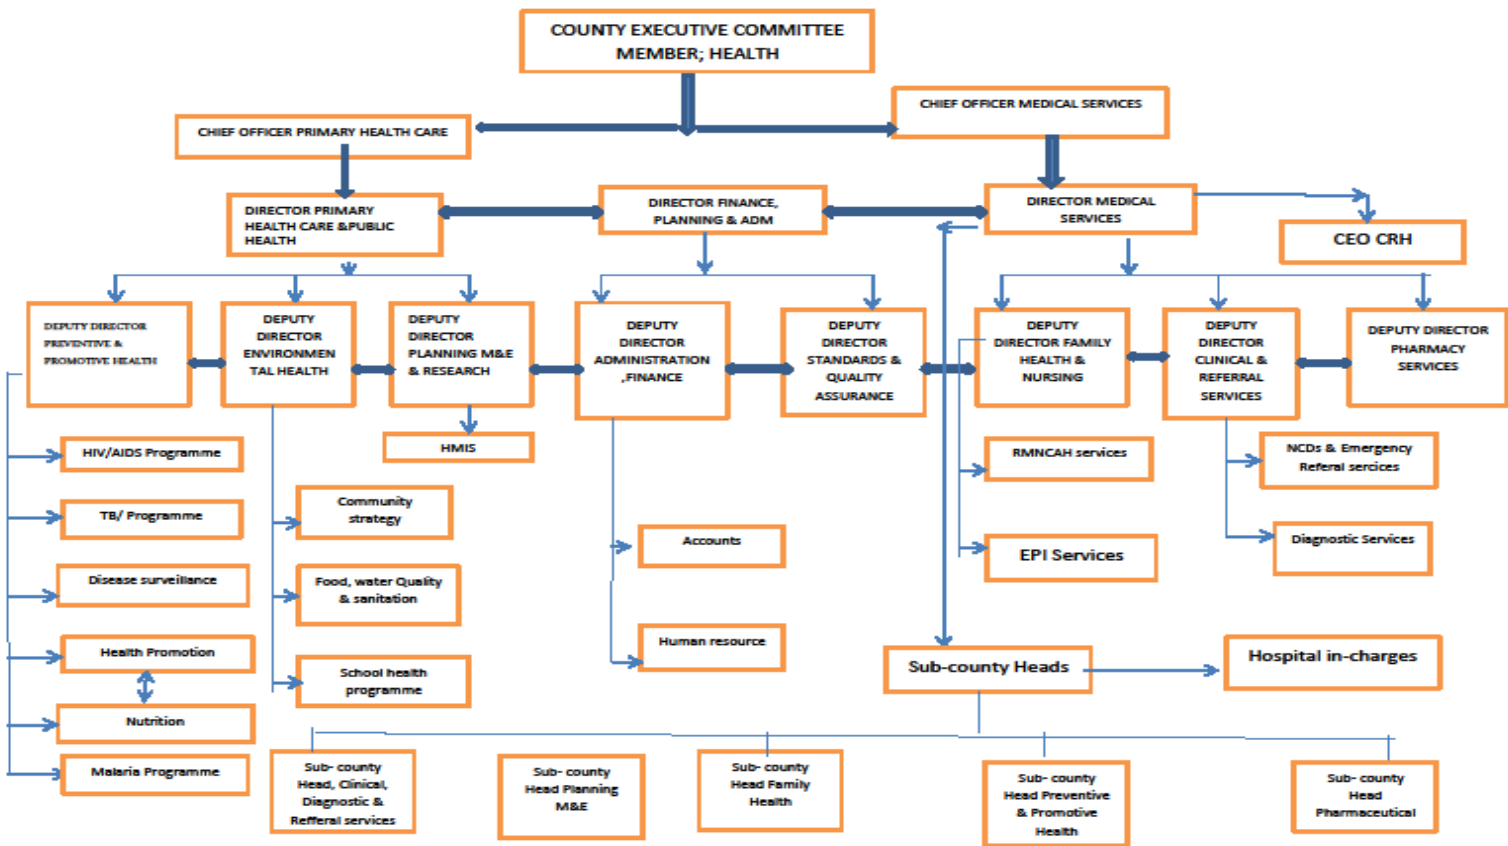 COUNTY EXECUTIVE COMMITTEE
MEMBER; HEALTH
CHIEF OFFICER PRIMARY HEALTH CARE
CHIEF OFFICER MEDICAL SERVICES
DIRECTOR PRIMARY
HEALTH CARE &PUBLIC
HEALTH
DIRECTOR FINANCE,
PLANNING & ADM
DIRECTOR MEDICAL
SERVICES
CEO CRH
DEPUTY DIRECTOR
PREVENTIVE &
PROMOTIVE HEALTH
DEPUTY
DIRECTOR
ENVIRONMEN
TAL HEALTH
DEPUTY
DIRECTOR
PLANNING M&E
& RESEARCH
DEPUTY
DIRECTOR
ADMINISTRATION
,FINANCE
DEPUTY
DIRECTOR
STANDARDS &
QUALITY
ASSURANCE
DEPUTY
DIRECTOR FAMILY
HEALTH &
NURSING
DEPUTY
DIRECTOR
CLINICAL &
REFERRAL
SERVICES
DEPUTY DIRECTOR
PHARMACY
SERVICES
HIV/AIDS Programme
TB/ Programme
Disease surveillance
Health Promotion
Nutrition
Malaria Programme
Community
strategy
Food, water Quality
& sanitation
School health
programme
HMIS
Accounts
Human resource
RMNCAH services
EPI Services
NCDs & Emergency
Referal services
Diagnostic Services
Sub-county Heads
Hospital in-charges
Sub- county
Head, Clinical,
Diagnostic &
Refferal services
Sub- county
Head Planning
M&E
Sub- county
Head Family
Health
Sub- county
Head Preventive
& Promotive
Health
Sub- county
Head
Pharmaceutical